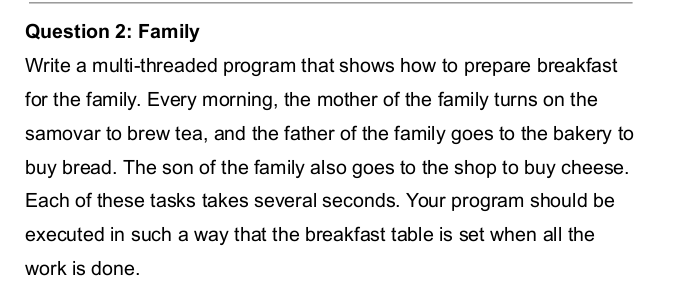 Question 2: Family
Write a multi-threaded program that shows how to prepare breakfast
for the family. Every morning, the mother of the family turns on the
samovar to brew tea, and the father of the family goes to the bakery to
buy bread. The son of the family also goes to the shop to buy cheese.
Each of these tasks takes several seconds. Your program should be
executed in such a way that the breakfast table is set when all the
work is done.